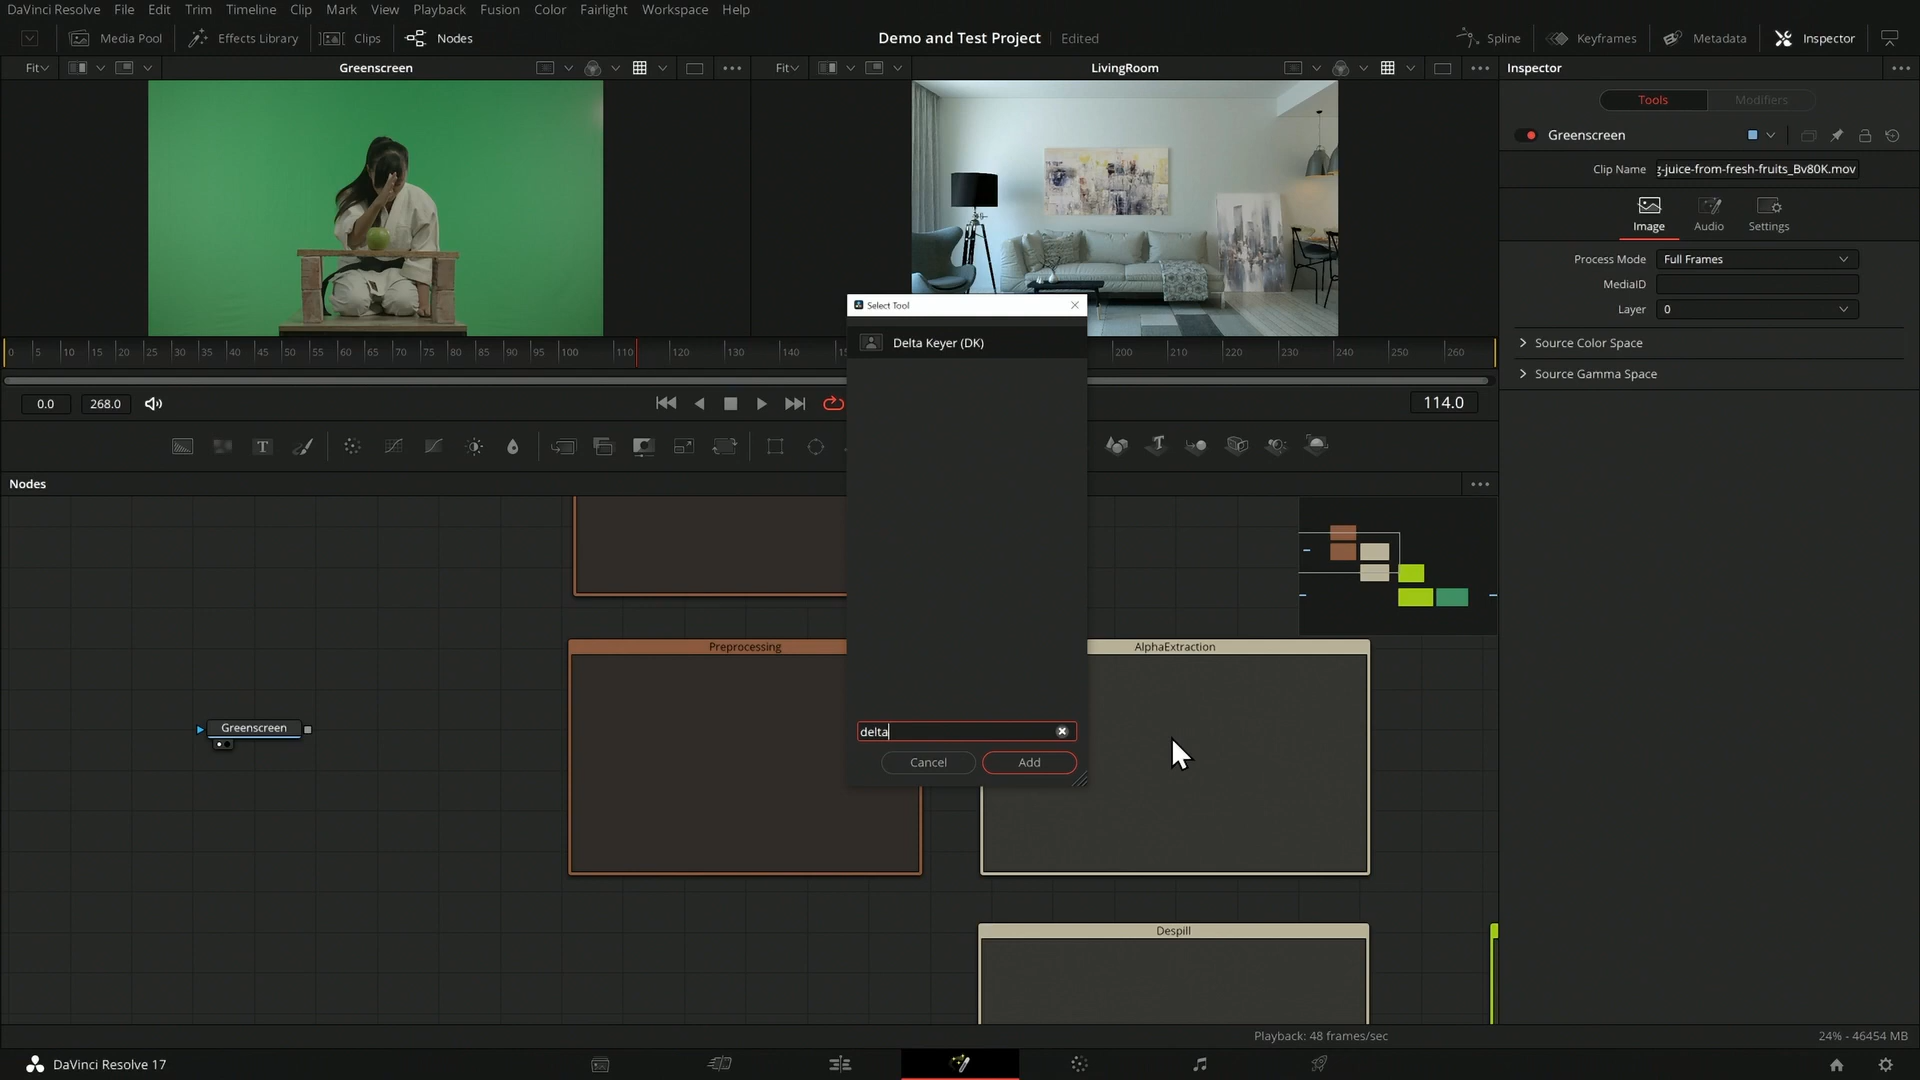 DaVinci Resolve File Edit Trim Timeline Clip Mark View Playback Fusion Color Fairlight Workspace Help
Media Pool Effects Library Clips Nodes Demo and Test Project Edited Spline Keyframes Metadata Inspector
Fit Greenscreen Fit LivingRoom Inspector
Tools Modifiers
Greenscreen
Clip Name g-juice-from-fresh-fruits_Bv80K.mov
Image Audio Settings
Process Mode Full Frames
MediaID
Layer 0
Source Color Space
Source Gamma Space
Select Tool
Delta Keyer (DK)
delta
Cancel Add
0 5 10 15 20 25 30 35 40 45 50 55 60 65 70 75 80 85 90 95 100 110 120 130 140 15 200 210 220 230 240 250 260
0.0 268.0 114.0
T T
Nodes
Preprocessing AlphaExtraction
Greenscreen
Despill
Playback: 48 frames/sec 24% - 46454 MB
DaVinci Resolve 17